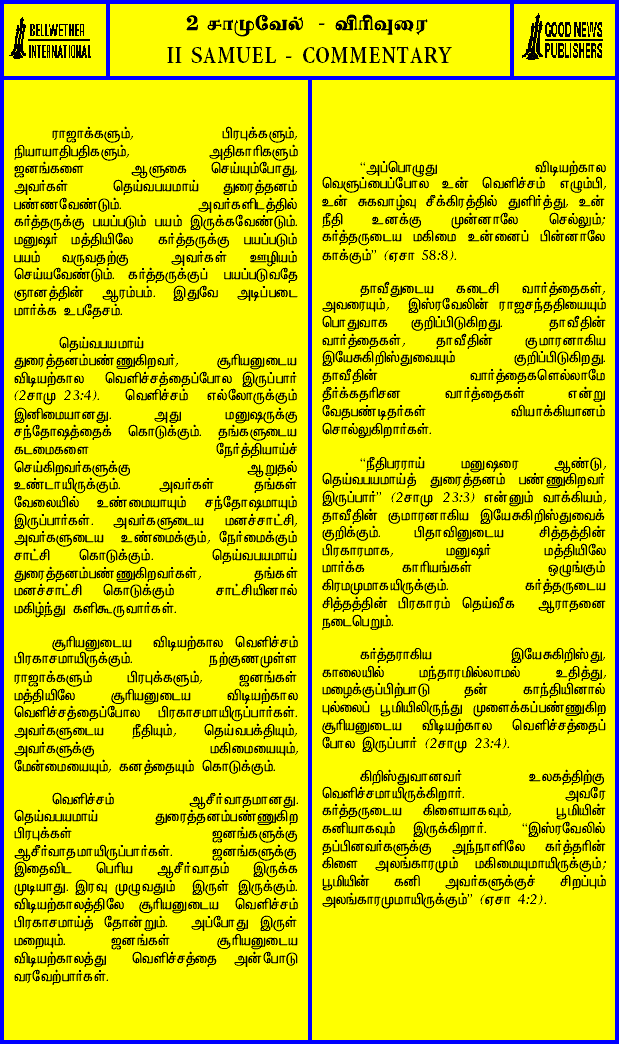 BELLWETHER
INTERNATIONAL
2 சாமுவேல் - விரிவுரை
II SAMUEL - COMMENTARY
GOOD NEWS
PUBLISHERS
ராஜாக்களும், பிரபுக்களும்,
நியாயாதிபதிகளும், அதிகாரிகளும்
ஜனங்களை ஆளுகை செய்யும்போது,
அவர்கள் தெய்வபயமாய் துரைத்தனம்
பண்ணவேண்டும். அவர்களிடத்தில்
கர்த்தருக்கு பயப்படும் பயம் இருக்கவேண்டும்.
மனுஷர் மத்தியிலே கர்த்தருக்கு பயப்படும்
பயம் வருவதற்கு அவர்கள் ஊழியம்
செய்யவேண்டும். கர்த்தருக்குப் பயப்படுவதே
ஞானத்தின் ஆரம்பம். இதுவே அடிப்படை
மார்க்க உபதேசம்.
தெய்வபயமாய்
துரைத்தனம்பண்ணுகிறவர், சூரியனுடைய
விடியற்கால வெளிச்சத்தைப்போல இருப்பார்
(2சாமு 23:4). வெளிச்சம் எல்லோருக்கும்
இனிமையானது. அது மனுஷருக்கு
சந்தோஷத்தைக் கொடுக்கும். தங்களுடைய
கடமைகளை நேர்த்தியாய்ச்
செய்கிறவர்களுக்கு ஆறுதல்
உண்டாயிருக்கும். அவர்கள் தங்கள்
வேலையில் உண்மையாயும் சந்தோஷமாயும்
இருப்பார்கள். அவர்களுடைய மனச்சாட்சி,
அவர்களுடைய உண்மைக்கும், நேர்மைக்கும்
சாட்சி கொடுக்கும். தெய்வபயமாய்
துரைத்தனம்பண்ணுகிறவர்கள், தங்கள்
மனச்சாட்சி கொடுக்கும் சாட்சியினால்
மகிழ்ந்து களிகூருவார்கள்.
சூரியனுடைய விடியற்கால வெளிச்சம்
பிரகாசமாயிருக்கும். நற்குணமுள்ள
ராஜாக்களும் பிரபுக்களும், ஜனங்கள்
மத்தியிலே சூரியனுடைய விடியற்கால
வெளிச்சத்தைப்போல பிரகாசமாயிருப்பார்கள்.
அவர்களுடைய நீதியும், தெய்வபக்தியும்,
அவர்களுக்கு மகிமையையும்,
மேன்மையையும், கனத்தையும் கொடுக்கும்.
வெளிச்சம் ஆசீர்வாதமானது.
தெய்வபயமாய் துரைத்தனம்பண்ணுகிற
பிரபுக்கள் ஜனங்களுக்கு
ஆசீர்வாதமாயிருப்பார்கள். ஜனங்களுக்கு
இதைவிட பெரிய ஆசீர்வாதம் இருக்க
முடியாது. இரவு முழுவதும் இருள் இருக்கும்.
விடியற்காலத்திலே சூரியனுடைய வெளிச்சம்
பிரகாசமாய்த் தோன்றும். அப்போது இருள்
மறையும். ஜனங்கள் சூரியனுடைய
விடியற்காலத்து வெளிச்சத்தை அன்போடு
வரவேற்பார்கள்.
“அப்பொழுது விடியற்கால
வெளுப்பைப்போல உன் வெளிச்சம் எழும்பி,
உன் சுகவாழ்வு சீக்கிரத்தில் துளிர்த்து, உன்
நீதி உனக்கு முன்னாலே செல்லும்;
கர்த்தருடைய மகிமை உன்னைப் பின்னாலே
காக்கும்” (ஏசா 58:8).
தாவீதுடைய கடைசி வார்த்தைகள்,
அவரையும், இஸ்ரவேலின் ராஜசந்ததியையும்
பொதுவாக குறிப்பிடுகிறது. தாவீதின்
வார்த்தைகள், தாவீதின் குமாரனாகிய
இயேசுகிறிஸ்துவையும் குறிப்பிடுகிறது.
தாவீதின் வார்த்தைகளெல்லாமே
தீர்க்கதரிசன வார்த்தைகள் என்று
வேதபண்டிதர்கள் வியாக்கியானம்
சொல்லுகிறார்கள்.
“நீதிபரராய் மனுஷரை ஆண்டு,
தெய்வபயமாய்த் துரைத்தனம் பண்ணுகிறவர்
இருப்பார்” (2சாமு 23:3) என்னும் வாக்கியம்,
தாவீதின் குமாரனாகிய இயேசுகிறிஸ்துவைக்
குறிக்கும். பிதாவினுடைய சித்தத்தின்
பிரகாரமாக, மனுஷர் மத்தியிலே
மார்க்க காரியங்கள் ஒழுங்கும்
கிரமமுமாகயிருக்கும். கர்த்தருடைய
சித்தத்தின் பிரகாரம் தெய்வீக ஆராதனை
நடைபெறும்.
கர்த்தராகிய இயேசுகிறிஸ்து,
காலையில் மந்தாரமில்லாமல் உதித்து,
மழைக்குப்பிற்பாடு தன் காந்தியினால்
புல்லைப் பூமியிலிருந்து முளைக்கப்பண்ணுகிற
சூரியனுடைய விடியற்கால வெளிச்சத்தைப்
போல இருப்பார் (2சாமு 23:4).
கிறிஸ்துவானவர் உலகத்திற்கு
வெளிச்சமாயிருக்கிறார். அவரே
கர்த்தருடைய கிளையாகவும், பூமியின்
கனியாகவும் இருக்கிறார். “இஸ்ரவேலில்
தப்பினவர்களுக்கு அந்நாளிலே கர்த்தரின்
கிளை அலங்காரமும் மகிமையுமாயிருக்கும்;
பூமியின் கனி அவர்களுக்குச் சிறப்பும்
அலங்காரமுமாயிருக்கும்” (ஏசா 4:2).